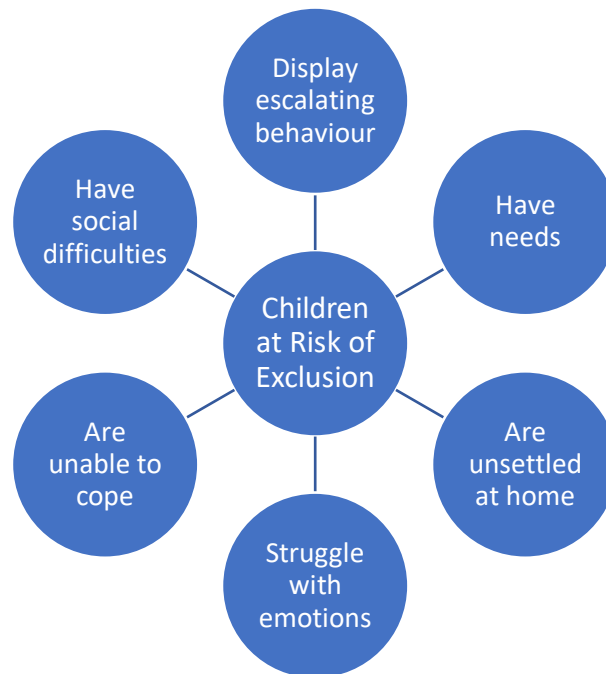 Display
escalating
behaviour
Have
social
difficulties
Have
needs
Children
at Risk of
Exclusion
Are
unable to
cope
Are
unsettled
at home
Struggle
with
emotions